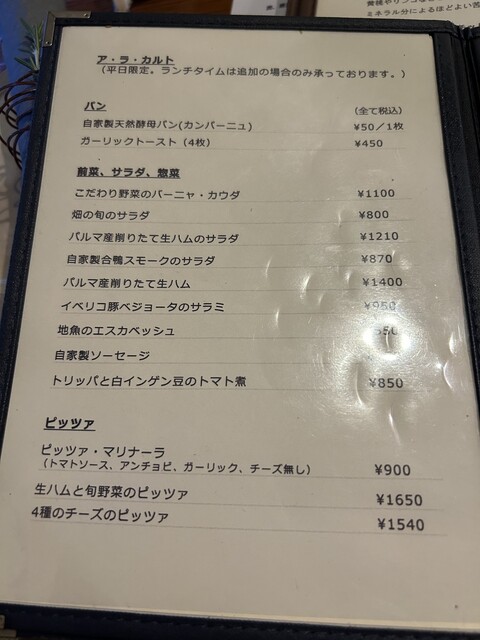 ア・ラ・カルト
（平日限定。ランチタイムは追加の場合のみ承っております。）
パン
（全て税込）
自家製天然酵母パン(カンパーニュ) ¥50／1枚
ガーリックトースト（4枚） ¥450
前菜、サラダ、惣菜
こだわり野菜のバーニャ・カウダ ¥1100
畑の旬のサラダ ¥800
パルマ産削りたて生ハムのサラダ ¥1210
自家製合鴨スモークのサラダ ¥870
パルマ産削りたて生ハム ¥1400
イベリコ豚ベジョータのサラミ ¥950
地魚のエスカベッシュ
自家製ソーセージ
トリッパと白インゲン豆のトマト煮 ¥850
ピッツァ
ピッツァ・マリナーラ
（トマトソース、アンチョビ、ガーリック、チーズ無し） ¥900
生ハムと旬野菜のピッツァ ¥1650
4種のチーズのピッツァ ¥1540